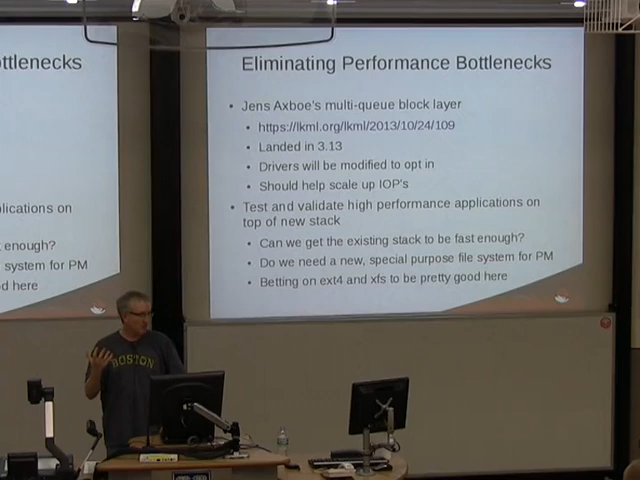 ttlenecks
lications on
enough?
system for PM
d here
Eliminating Performance Bottlenecks
• Jens Axboe's multi-queue block layer
• https://lkml.org/lkml/2013/10/24/109
• Landed in 3.13
• Drivers will be modified to opt in
• Should help scale up IOP's
• Test and validate high performance applications on
top of new stack
• Can we get the existing stack to be fast enough?
• Do we need a new, special purpose file system for PM
• Betting on ext4 and xfs to be pretty good here
BOSTON